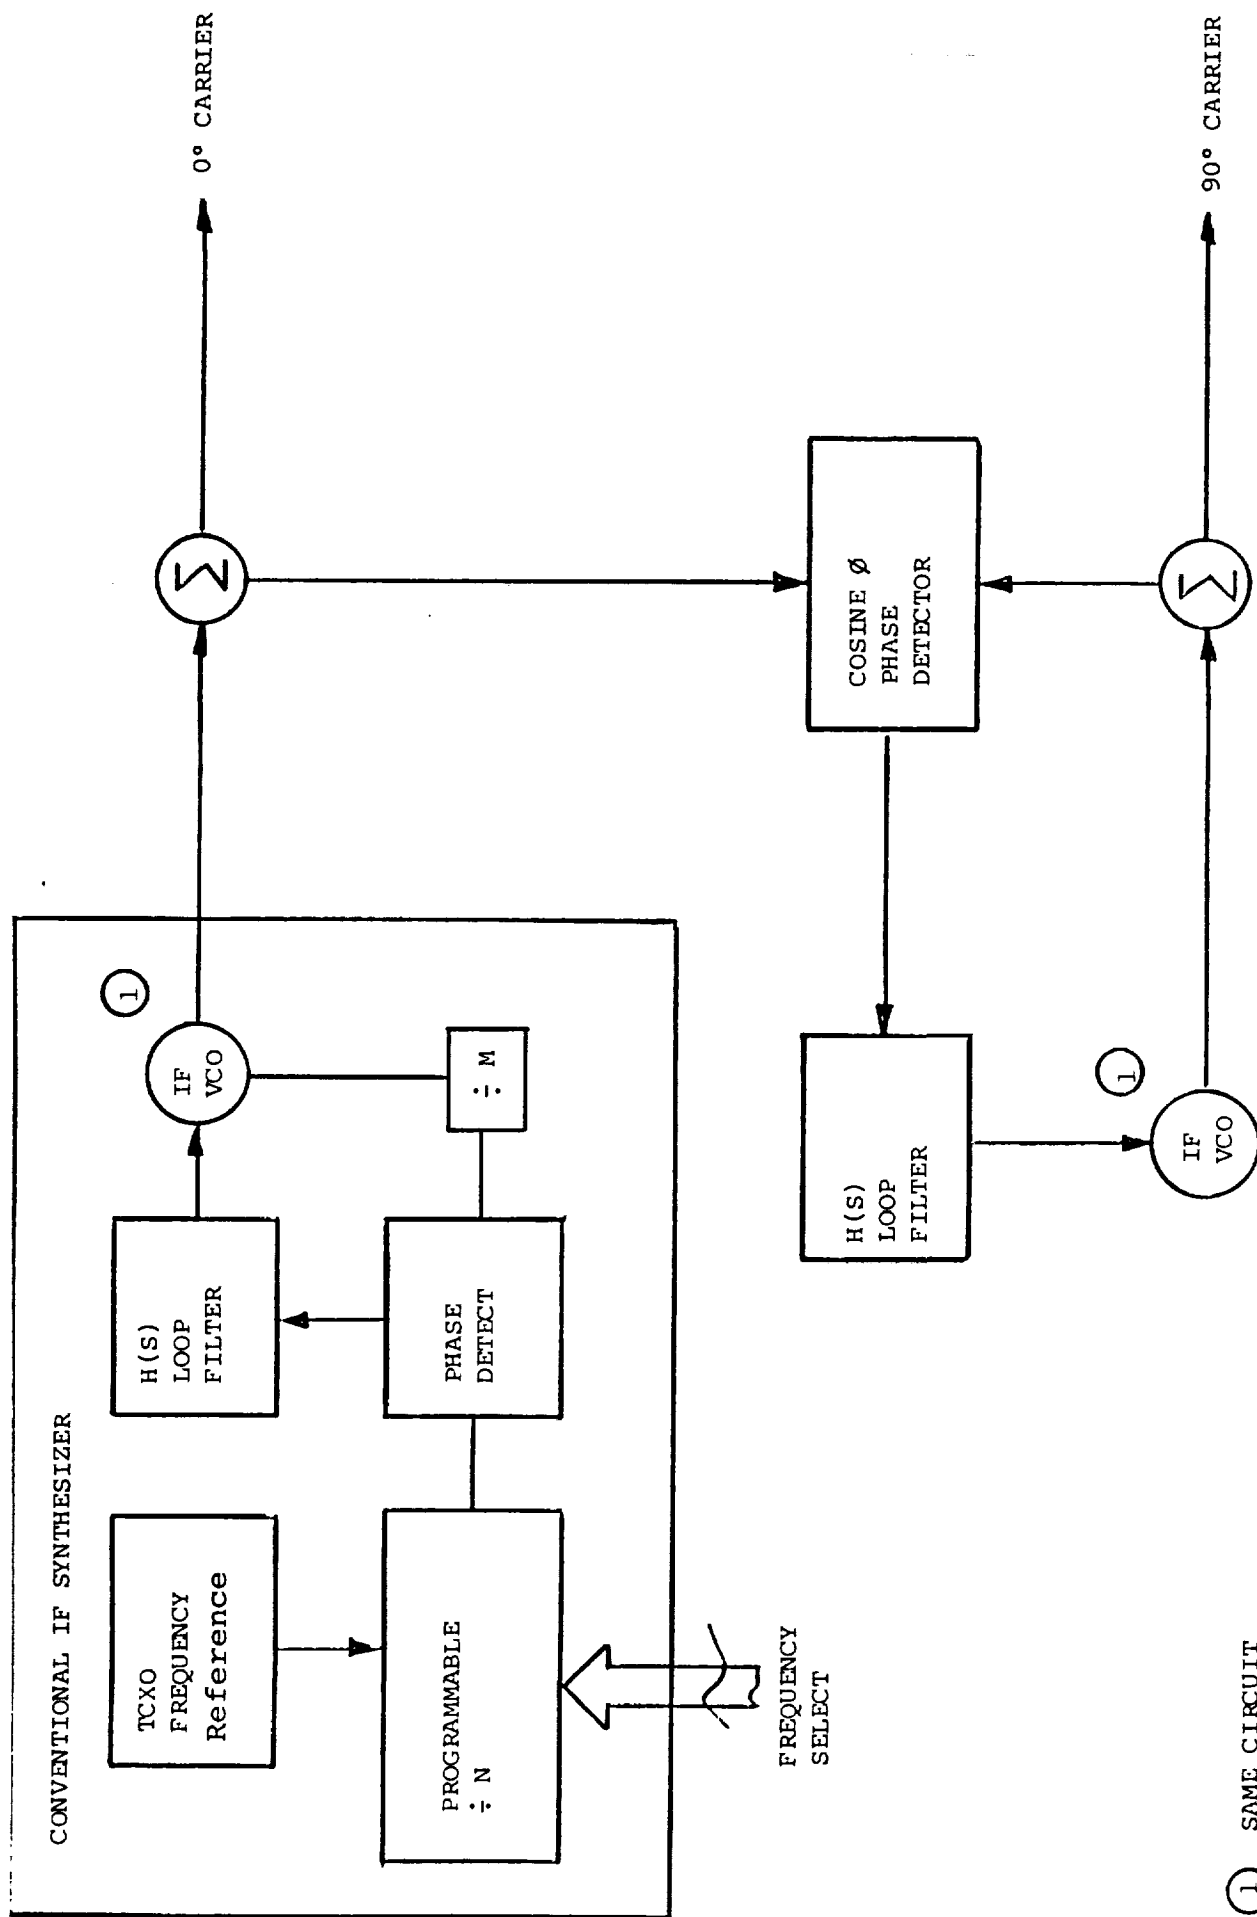 CONVENTIONAL IF SYNTHESIZER
TCXO
FREQUENCY
Reference
H(S)
LOOP
FILTER
IF
VCO
1
Σ
0° CARRIER
PROGRAMMABLE
÷ N
PHASE
DETECT
÷ M
FREQUENCY
SELECT
H(S)
LOOP
FILTER
COSINE Ø
PHASE
DETECTOR
IF
VCO
1
Σ
90° CARRIER
1 SAME CIRCUIT